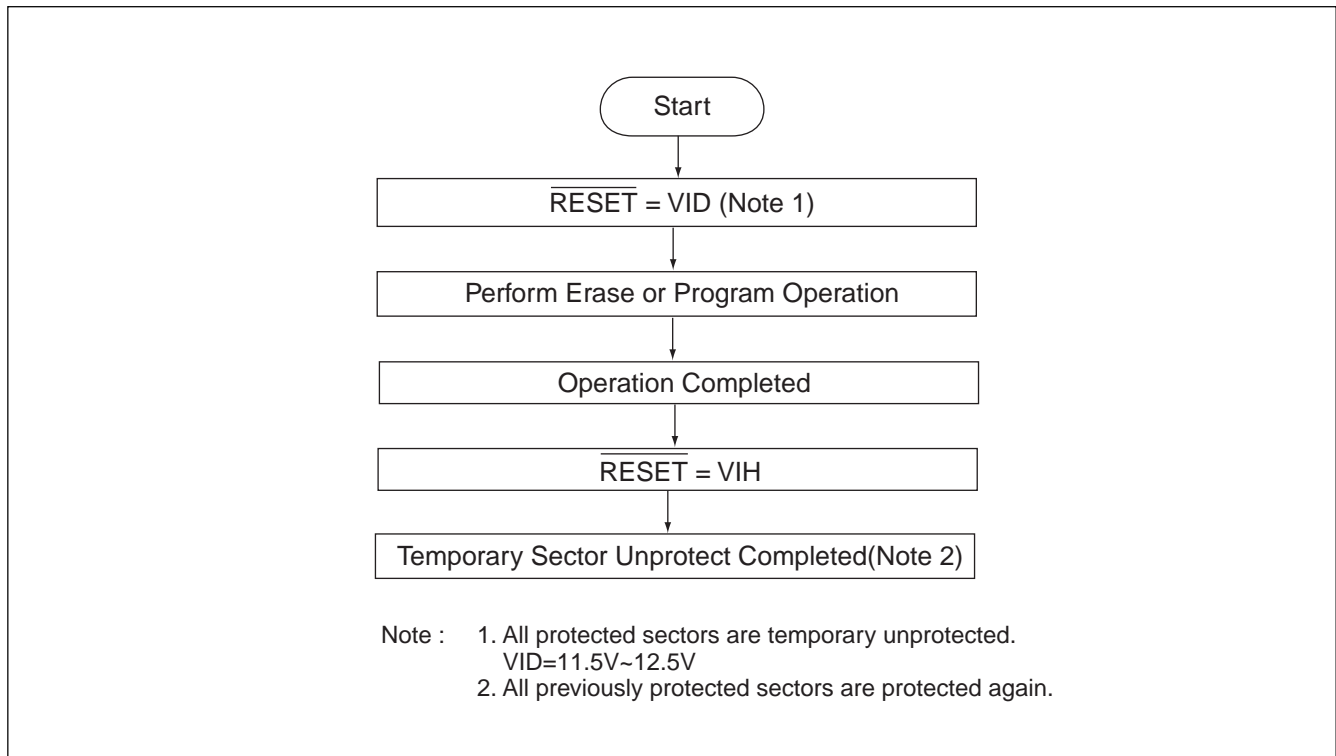 Start
R̅E̅S̅E̅T̅ = VID (Note 1)
Perform Erase or Program Operation
Operation Completed
R̅E̅S̅E̅T̅ = VIH
Temporary Sector Unprotect Completed(Note 2)
Note : 1. All protected sectors are temporary unprotected.
VID=11.5V~12.5V
2. All previously protected sectors are protected again.